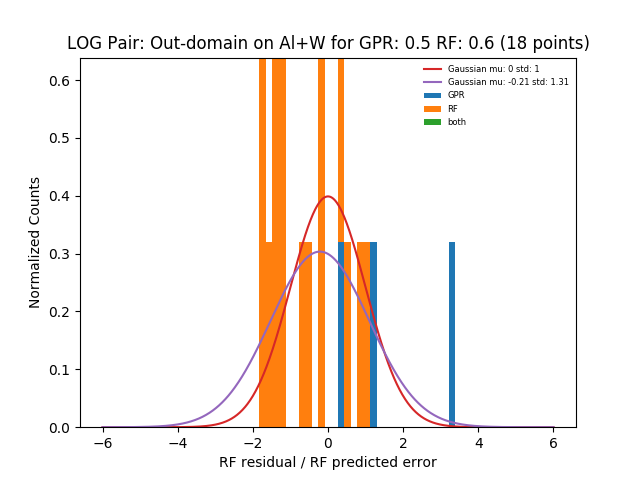 LOG Pair: Out-domain on Al+W for GPR: 0.5 RF: 0.6 (18 points)
Gaussian mu: 0 std: 1
Gaussian mu: -0.21 std: 1.31
GPR
RF
both
Normalized Counts
0.6
0.5
0.4
0.3
0.2
0.1
0.0
−6 −4 −2 0 2 4 6
RF residual / RF predicted error